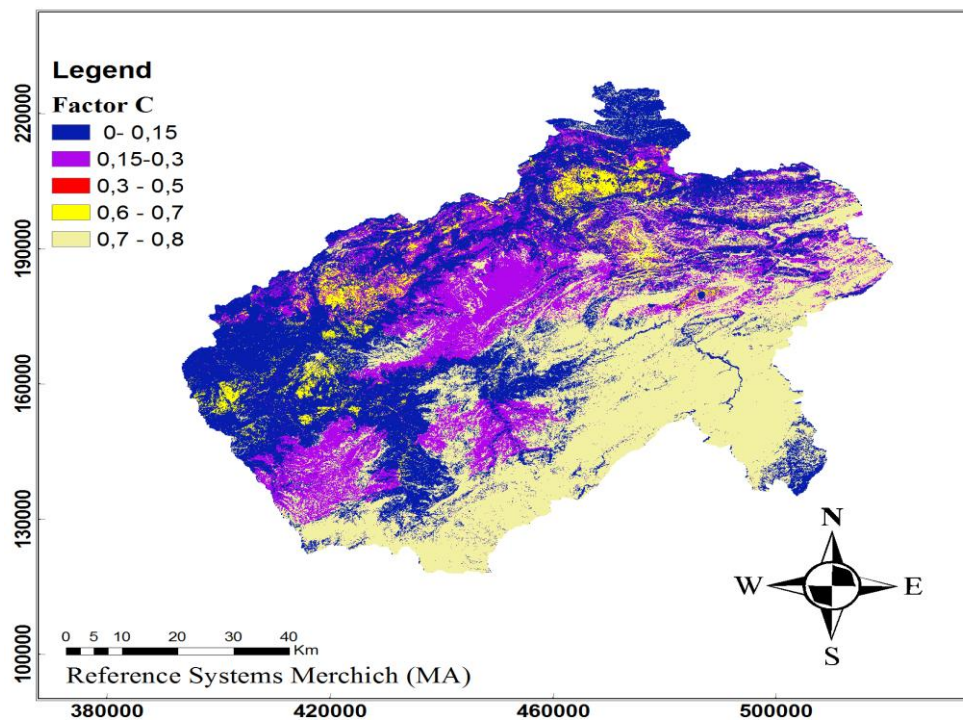 Legend
Factor C
0- 0,15
0,15-0,3
0,3 - 0,5
0,6 - 0,7
0,7 - 0,8
220000
190000
160000
130000
100000
N
W E
S
0 5 10 20 30 40
Km
Reference Systems Merchich (MA)
380000 420000 460000 500000